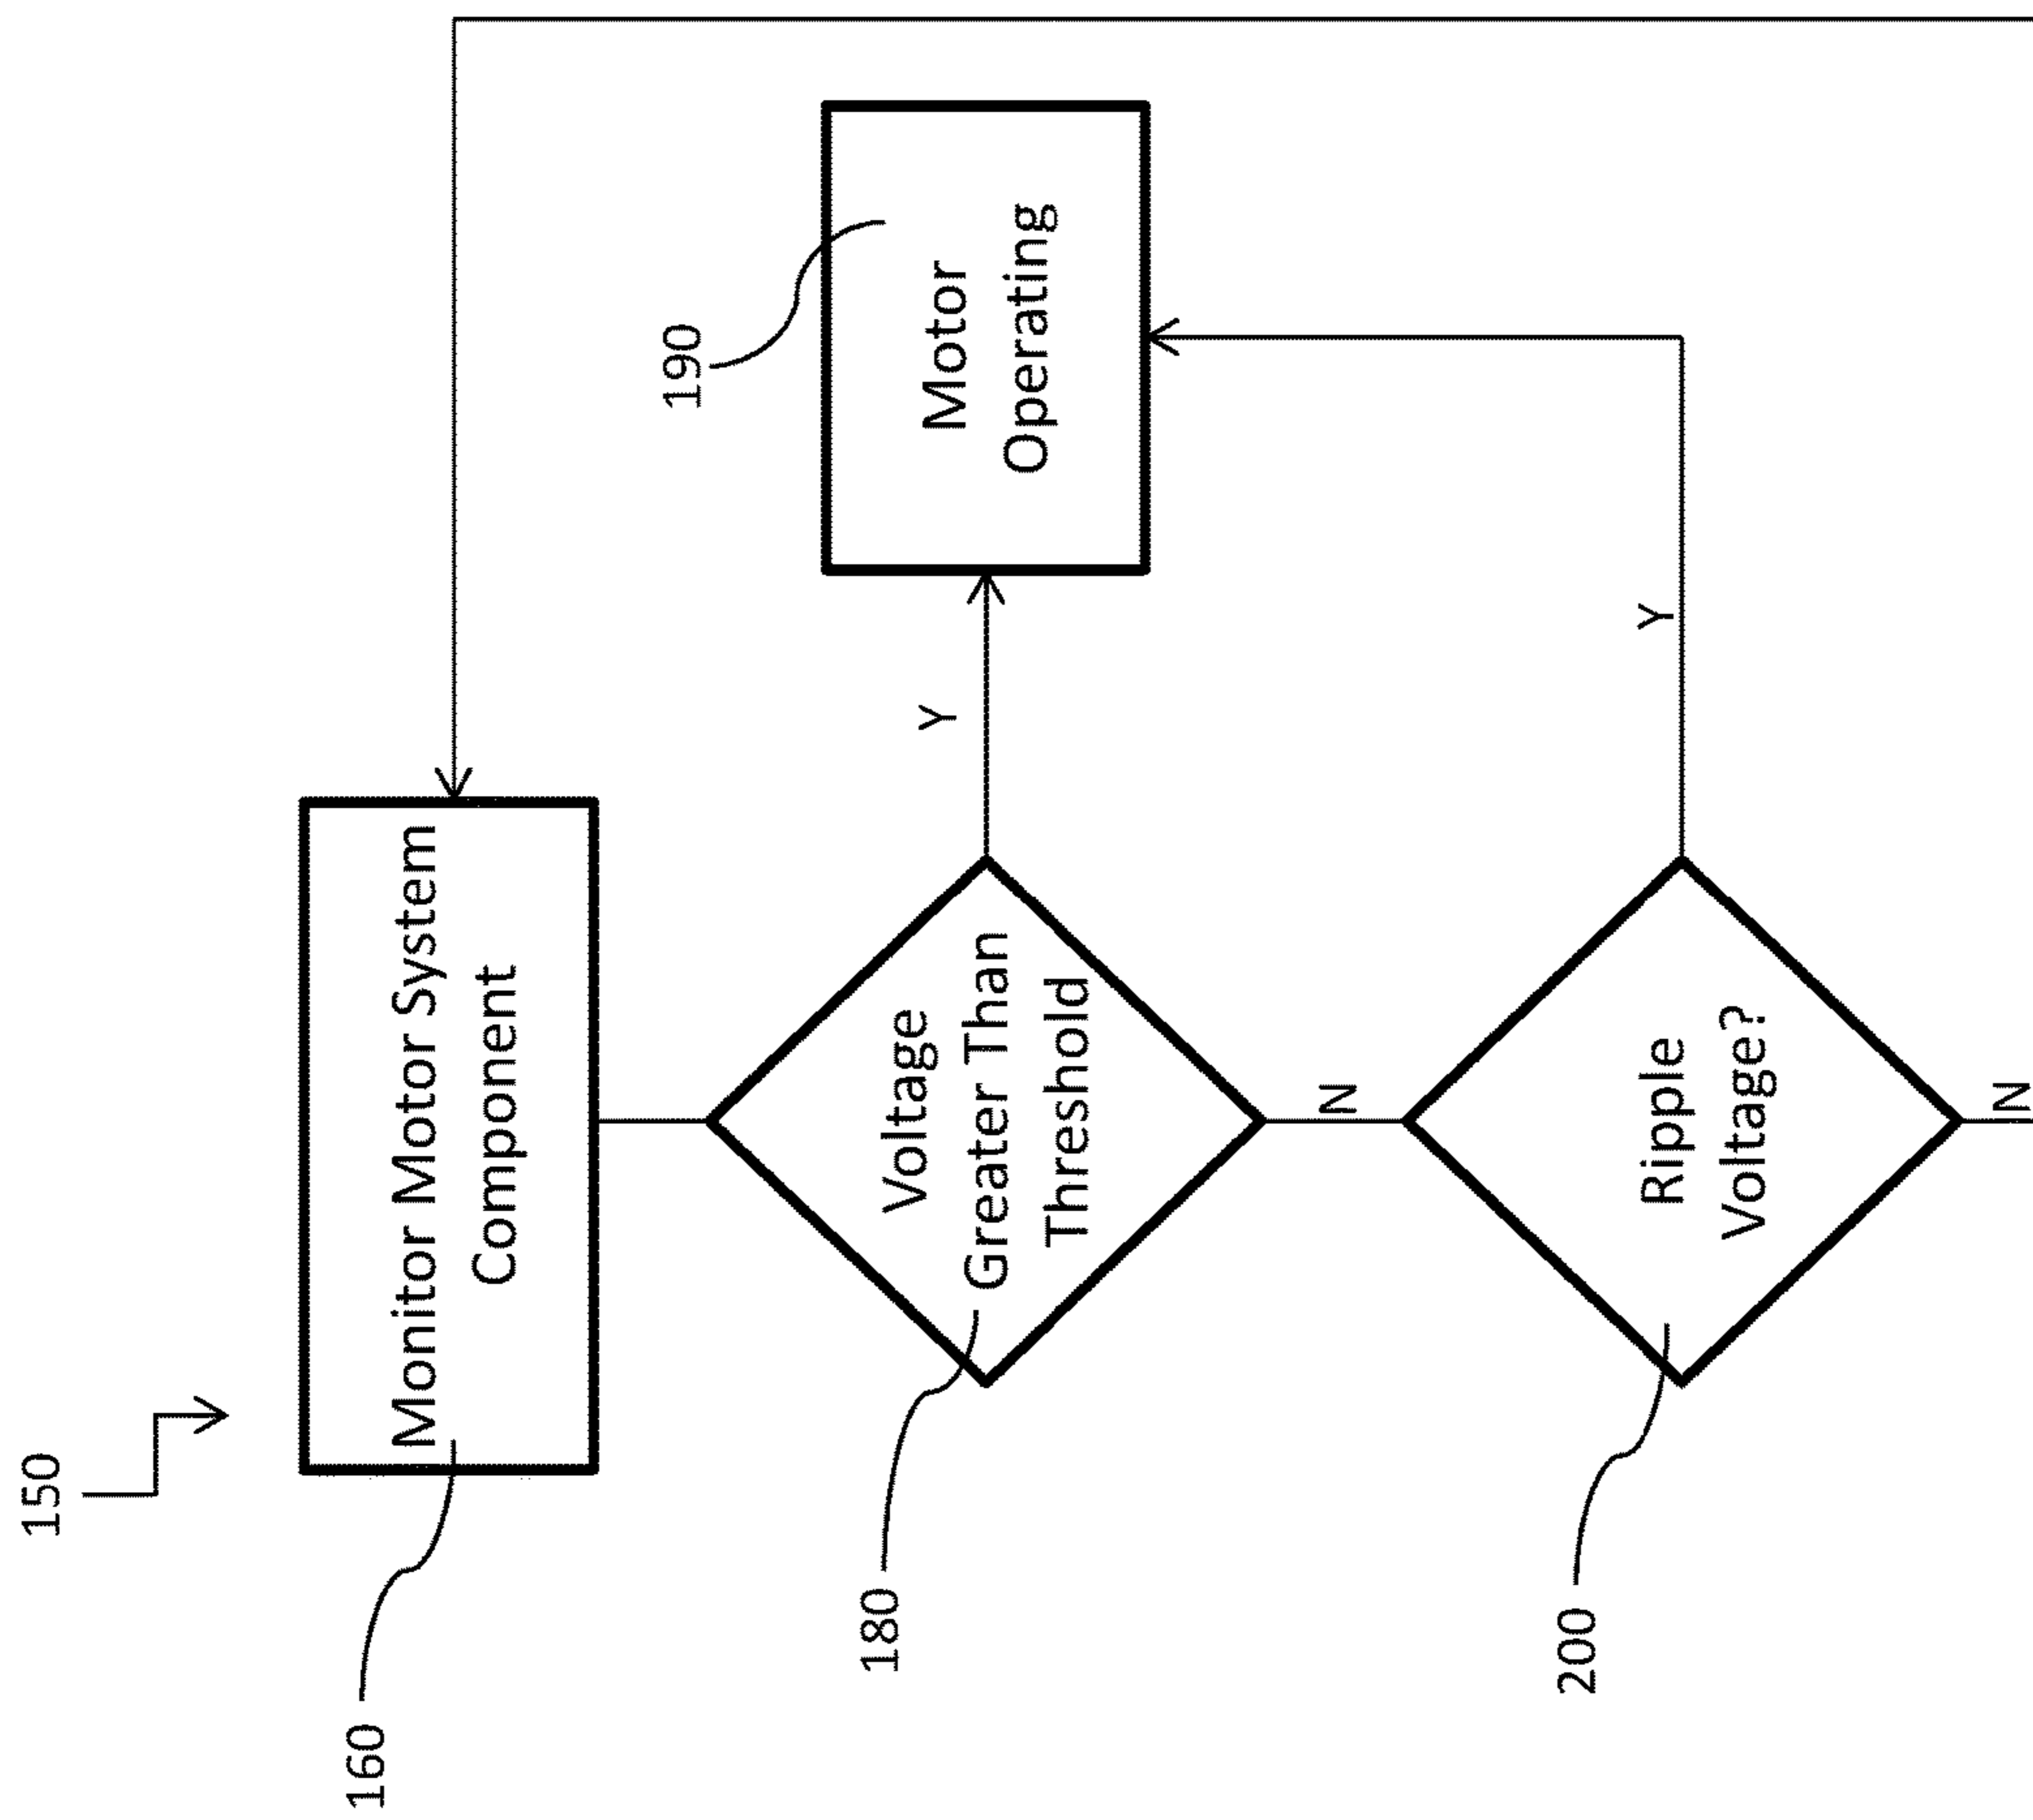 150
160
Monitor Motor System
Component
180
Voltage
Greater Than
Threshold
Y
190
Motor
Operating
N
200
Ripple
Voltage?
Y
N